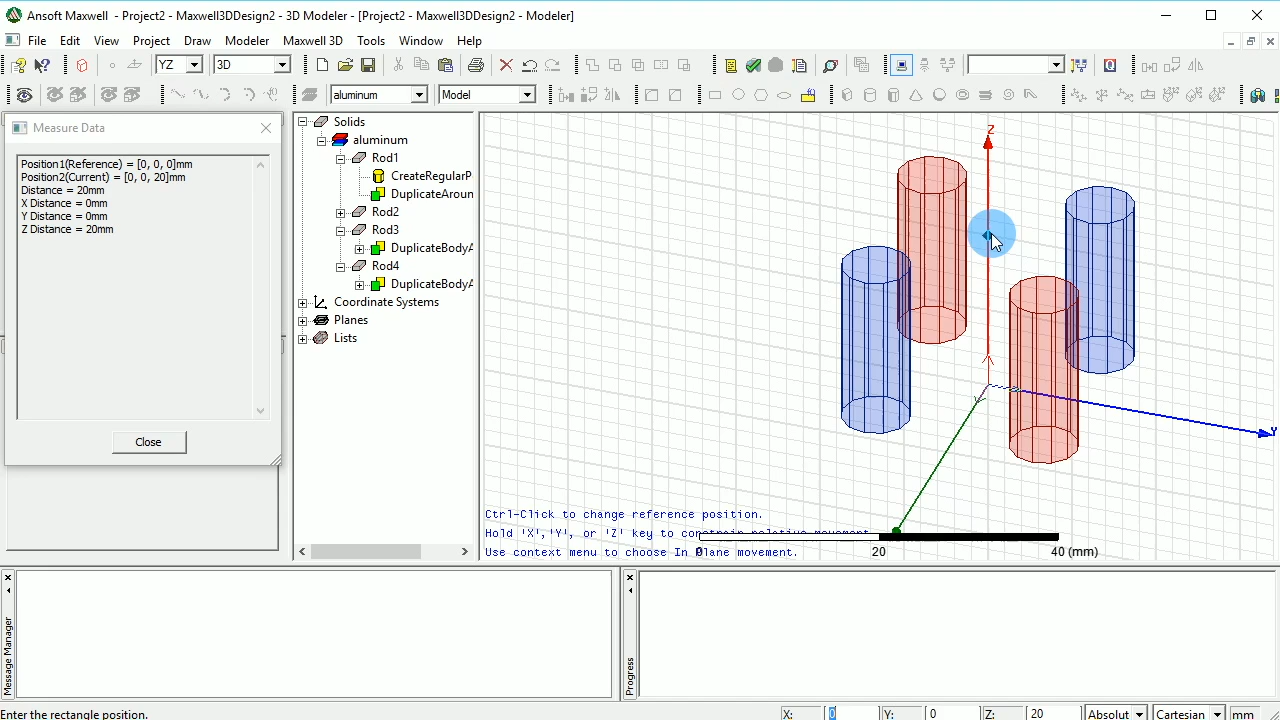 Ansoft Maxwell - Project2 - Maxwell3DDesign2 - 3D Modeler - [Project2 - Maxwell3DDesign2 - Modeler]
File Edit View Project Draw Modeler Maxwell 3D Tools Window Help
YZ 3D
aluminum Model
Measure Data
Position1(Reference) = [0, 0, 0]mm
Position2(Current) = [0, 0, 20]mm
Distance = 20mm
X Distance = 0mm
Y Distance = 0mm
Z Distance = 20mm
Close
Solids
aluminum
Rod1
CreateRegularP
DuplicateAroun
Rod2
Rod3
DuplicateBodyA
Rod4
DuplicateBodyA
Coordinate Systems
Planes
Lists
Z
Y
Ctrl-Click to change reference position.
Hold 'X','Y', or 'Z' key to constrain relative movement.
Use context menu to choose In Plane movement.
0 20 40 (mm)
Message Manager
Progress
Enter the rectangle position.
X: 0 Y: 0 Z: 20 Absolut Cartesian mm